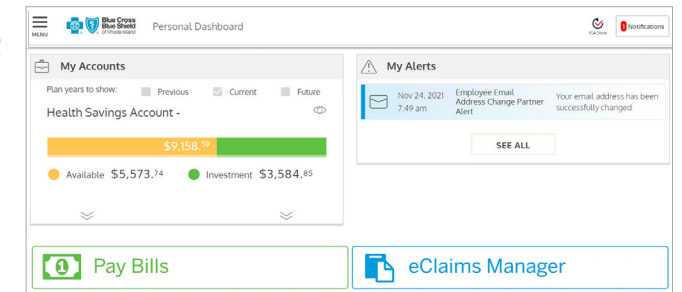 MENU
Blue Cross
Blue Shield
of Rhode Island
Personal Dashboard
FSA Store
1 Notifications
My Accounts
Plan years to show: Previous Current Future
Health Savings Account -
$9,158.59
Available $5,573.74 Investment $3,584.85
My Alerts
Nov 24, 2021
7:49 am
Employee Email
Address Change Partner
Alert
Your email address has been
successfully changed
SEE ALL
1 Pay Bills
eClaims Manager